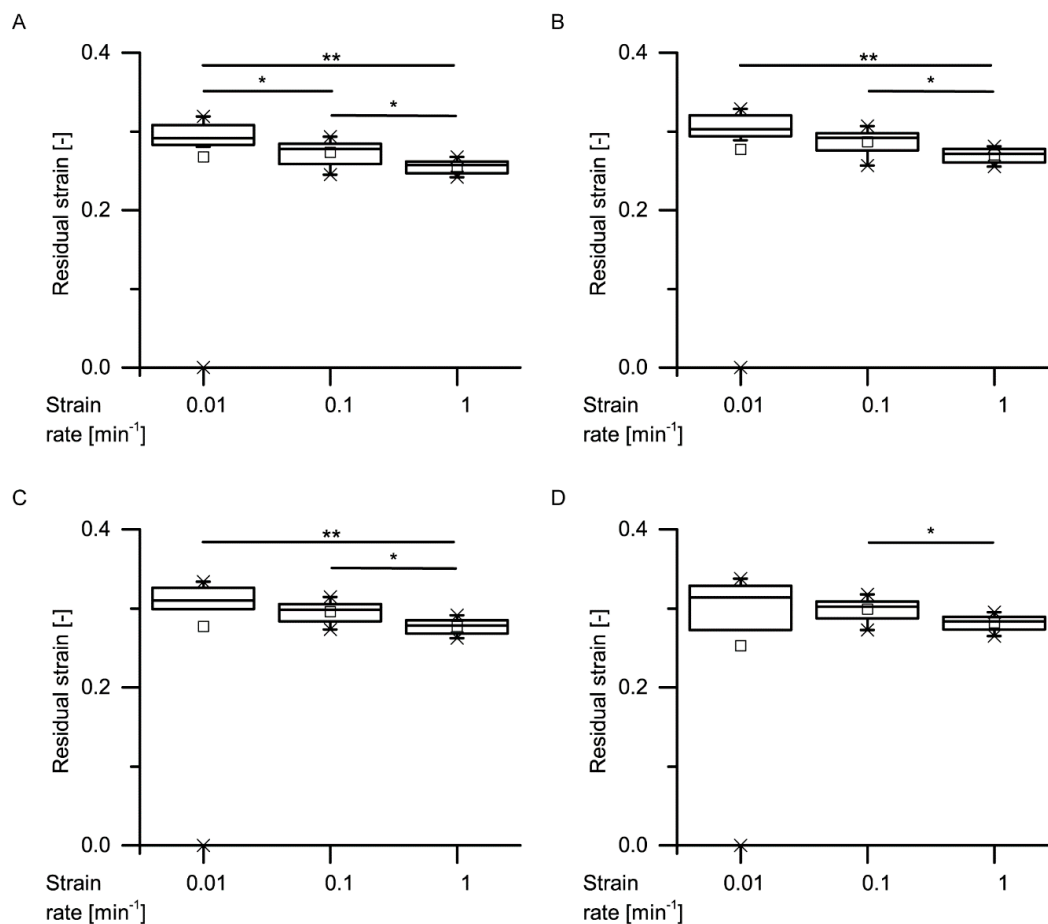 A
0.4
**
*
*
Residual strain [-]
0.2
0.0
Strain
rate [min⁻¹]
0.01
0.1
1
B
0.4
**
*
Residual strain [-]
0.2
0.0
Strain
rate [min⁻¹]
0.01
0.1
1
C
0.4
**
*
Residual strain [-]
0.2
0.0
Strain
rate [min⁻¹]
0.01
0.1
1
D
0.4
*
Residual strain [-]
0.2
0.0
Strain
rate [min⁻¹]
0.01
0.1
1